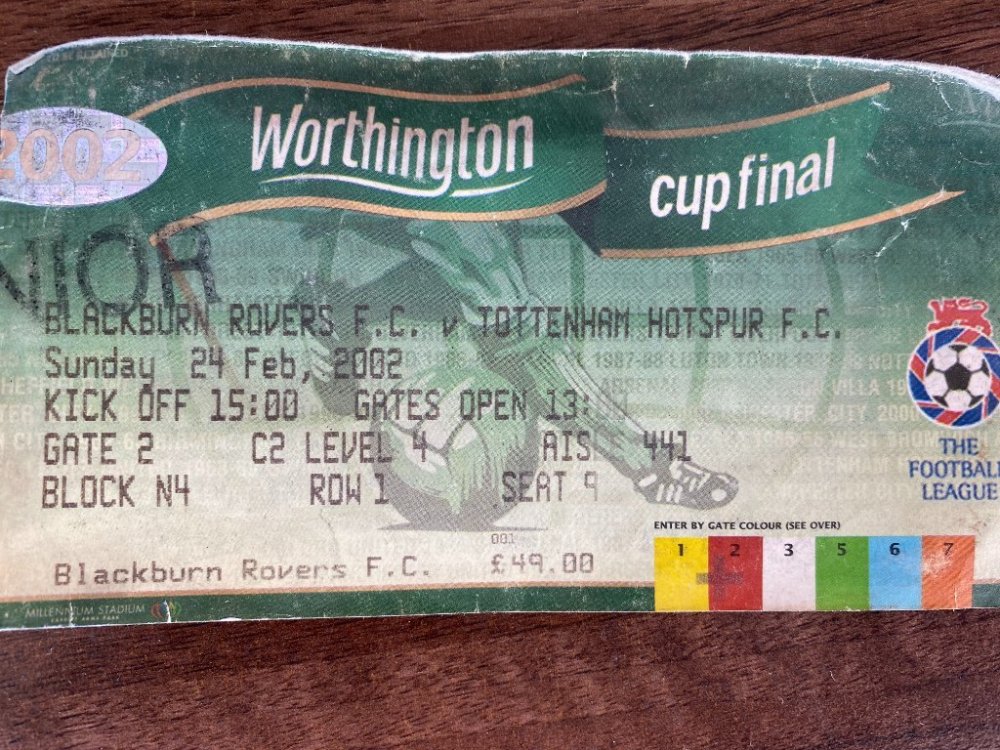 2002
Worthington
cup final
NIOR
BLACKBURN ROVERS F.C. v TOTTENHAM HOTSPUR F.C.
Sunday 24 Feb, 2002
KICK OFF 15:00 GATES OPEN 13:
GATE 2 C2 LEVEL 4 AISLE 441
BLOCK N4 ROW 1 SEAT 9
THE
FOOTBALL
LEAGUE
ENTER BY GATE COLOUR (SEE OVER)
1 2 3 5 6 7
001
Blackburn Rovers F.C. £49.00
MILLENNIUM STADIUM